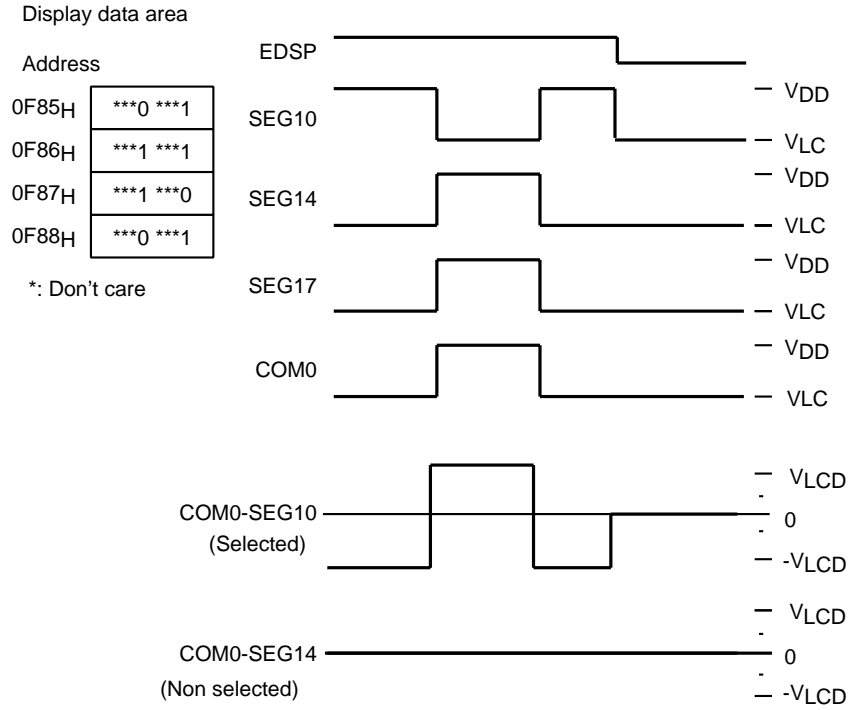 Display data area
Address
0F85H ***0 ***1
0F86H ***1 ***1
0F87H ***1 ***0
0F88H ***0 ***1
*: Don't care
EDSP
SEG10
VDD
VLC
SEG14
VDD
VLC
SEG17
VDD
VLC
COM0
VDD
VLC
COM0-SEG10
(Selected)
VLCD
0
-VLCD
COM0-SEG14
(Non selected)
VLCD
0
-VLCD